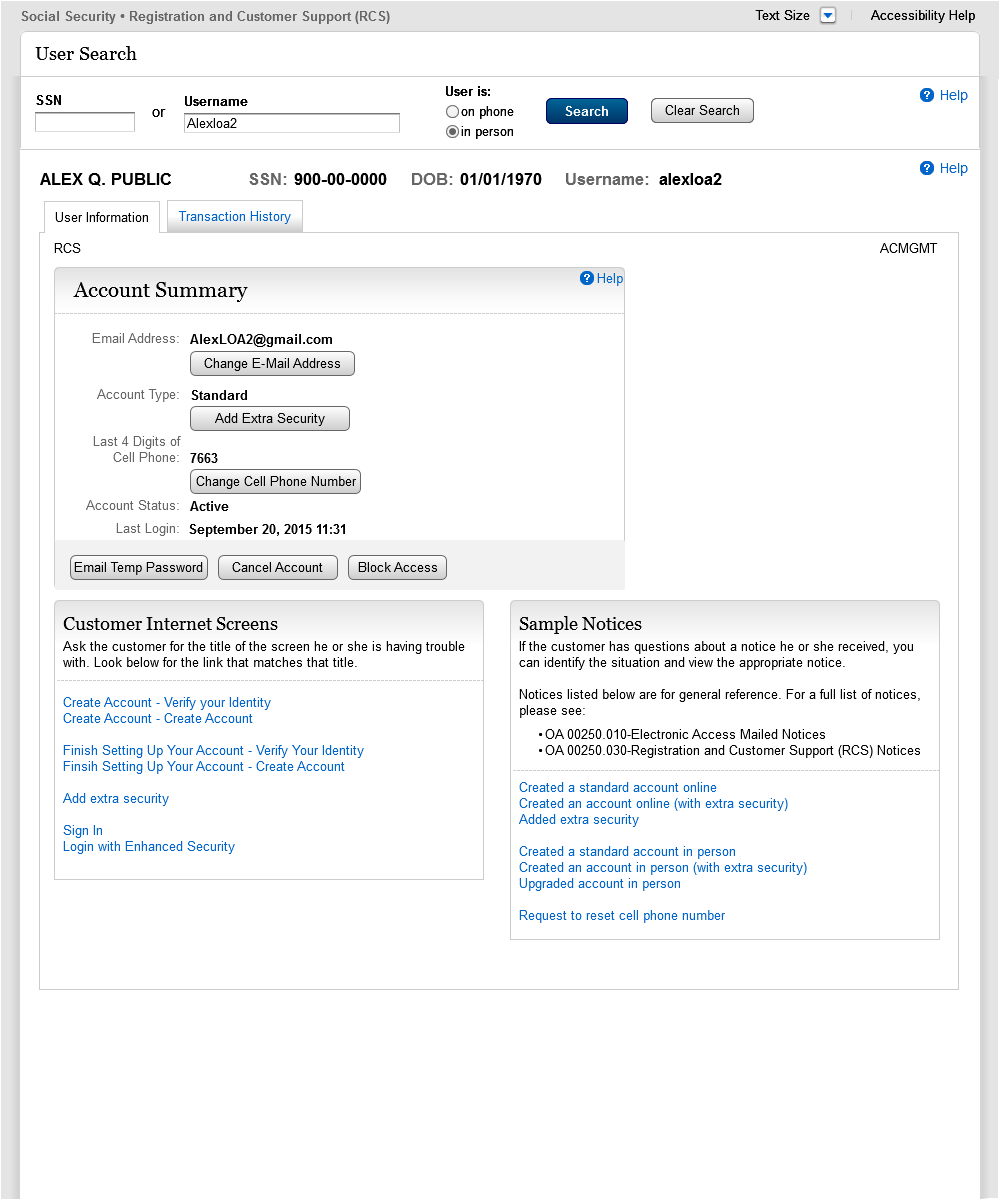 Social Security • Registration and Customer Support (RCS)
Text Size
Accessibility Help
User Search
SSN
or
Username
Alexloa2
User is:
on phone
in person
Search
Clear Search
? Help
ALEX Q. PUBLIC
SSN: 900-00-0000
DOB: 01/01/1970
Username: alexloa2
? Help
User Information
Transaction History
RCS
ACMGMT
Account Summary
? Help
Email Address: AlexLOA2@gmail.com
Change E-Mail Address
Account Type: Standard
Add Extra Security
Last 4 Digits of
Cell Phone: 7663
Change Cell Phone Number
Account Status: Active
Last Login: September 20, 2015 11:31
Email Temp Password
Cancel Account
Block Access
Customer Internet Screens
Ask the customer for the title of the screen he or she is having trouble
with. Look below for the link that matches that title.
Create Account - Verify your Identity
Create Account - Create Account
Finish Setting Up Your Account - Verify Your Identity
Finsih Setting Up Your Account - Create Account
Add extra security
Sign In
Login with Enhanced Security
Sample Notices
If the customer has questions about a notice he or she received, you
can identify the situation and view the appropriate notice.
Notices listed below are for general reference. For a full list of notices,
please see:
• OA 00250.010-Electronic Access Mailed Notices
• OA 00250.030-Registration and Customer Support (RCS) Notices
Created a standard account online
Created an account online (with extra security)
Added extra security
Created a standard account in person
Created an account in person (with extra security)
Upgraded account in person
Request to reset cell phone number